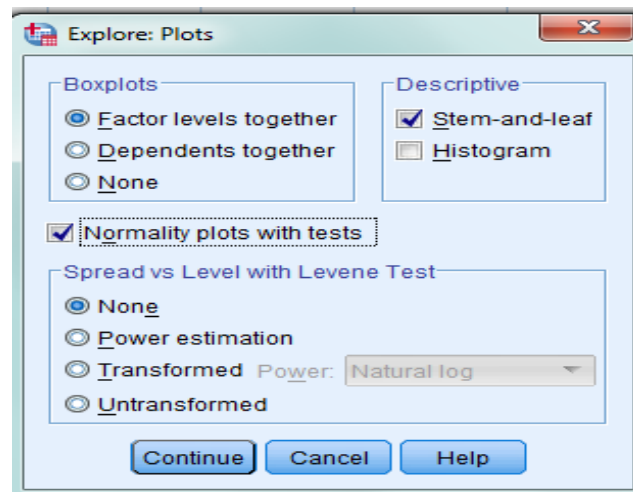 Explore: Plots
Boxplots
Factor levels together
Dependents together
None
Descriptive
Stem-and-leaf
Histogram
Normality plots with tests
Spread vs Level with Levene Test
None
Power estimation
Transformed Power: Natural log
Untransformed
Continue Cancel Help